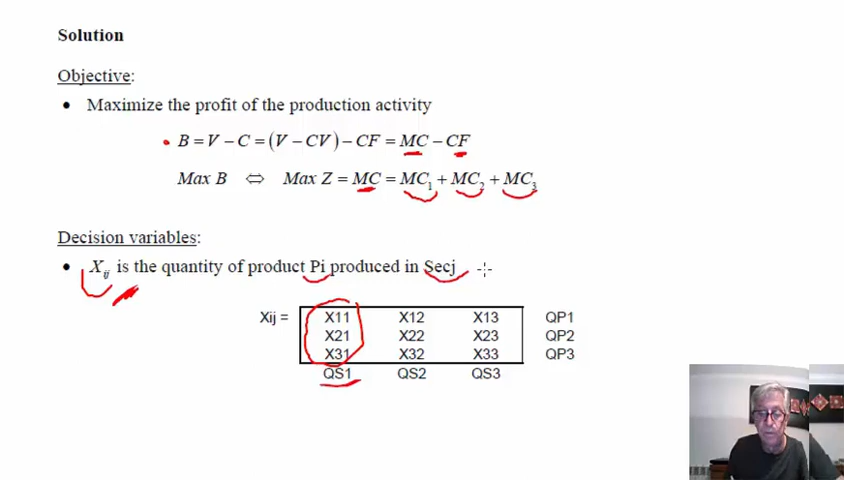 Solution
Objective:
• Maximize the profit of the production activity
B = V − C = (V − CV) − CF = MC − CF
Max B ⇔ Max Z = MC = MC₁ + MC₂ + MC₃
Decision variables:
• Xᵢⱼ is the quantity of product Pi produced in Secj
Xij = X11 X12 X13 QP1
X21 X22 X23 QP2
X31 X32 X33 QP3
QS1 QS2 QS3